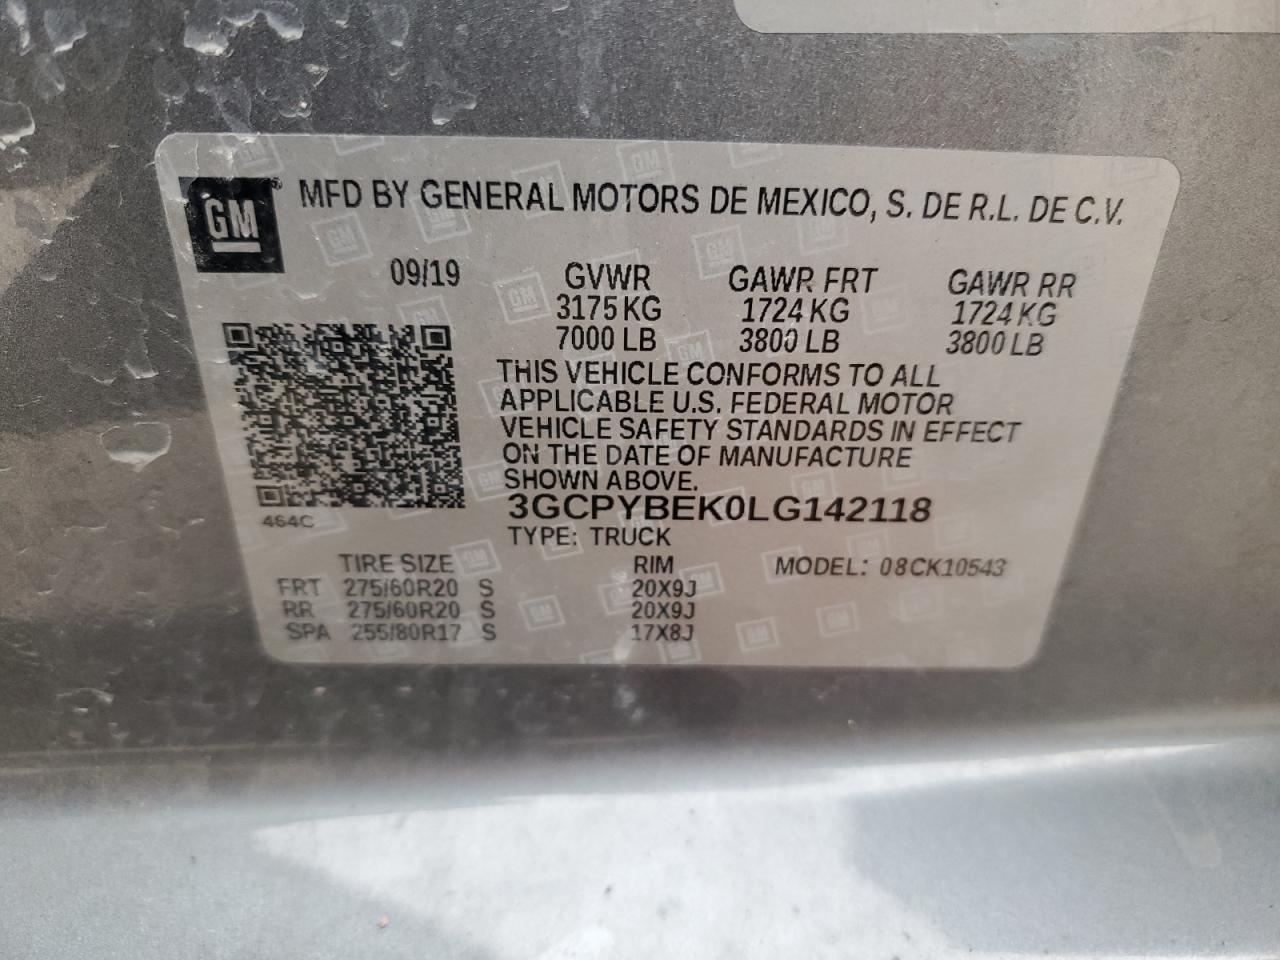 GM
MFD BY GENERAL MOTORS DE MEXICO, S. DE R.L. DE C.V.
09/19 GVWR GAWR FRT GAWR RR
3175 KG 1724 KG 1724 KG
7000 LB 3800 LB 3800 LB
THIS VEHICLE CONFORMS TO ALL
APPLICABLE U.S. FEDERAL MOTOR
VEHICLE SAFETY STANDARDS IN EFFECT
ON THE DATE OF MANUFACTURE
SHOWN ABOVE.
3GCPYBEK0LG142118
464C
TYPE: TRUCK
TIRE SIZE RIM MODEL: 08CK10543
FRT 275/60R20 S 20X9J
RR 275/60R20 S 20X9J
SPA 255/80R17 S 17X8J